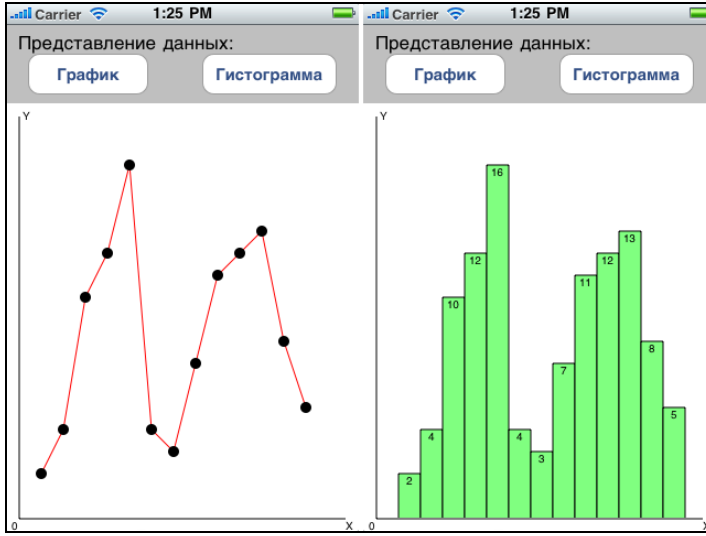 Carrier 1:25 PM
Представление данных:
График Гистограмма
Y
0 X
Carrier 1:25 PM
Представление данных:
График Гистограмма
Y
16
13
12 12
11
10
8
7
5
4 4
3
2
0 X